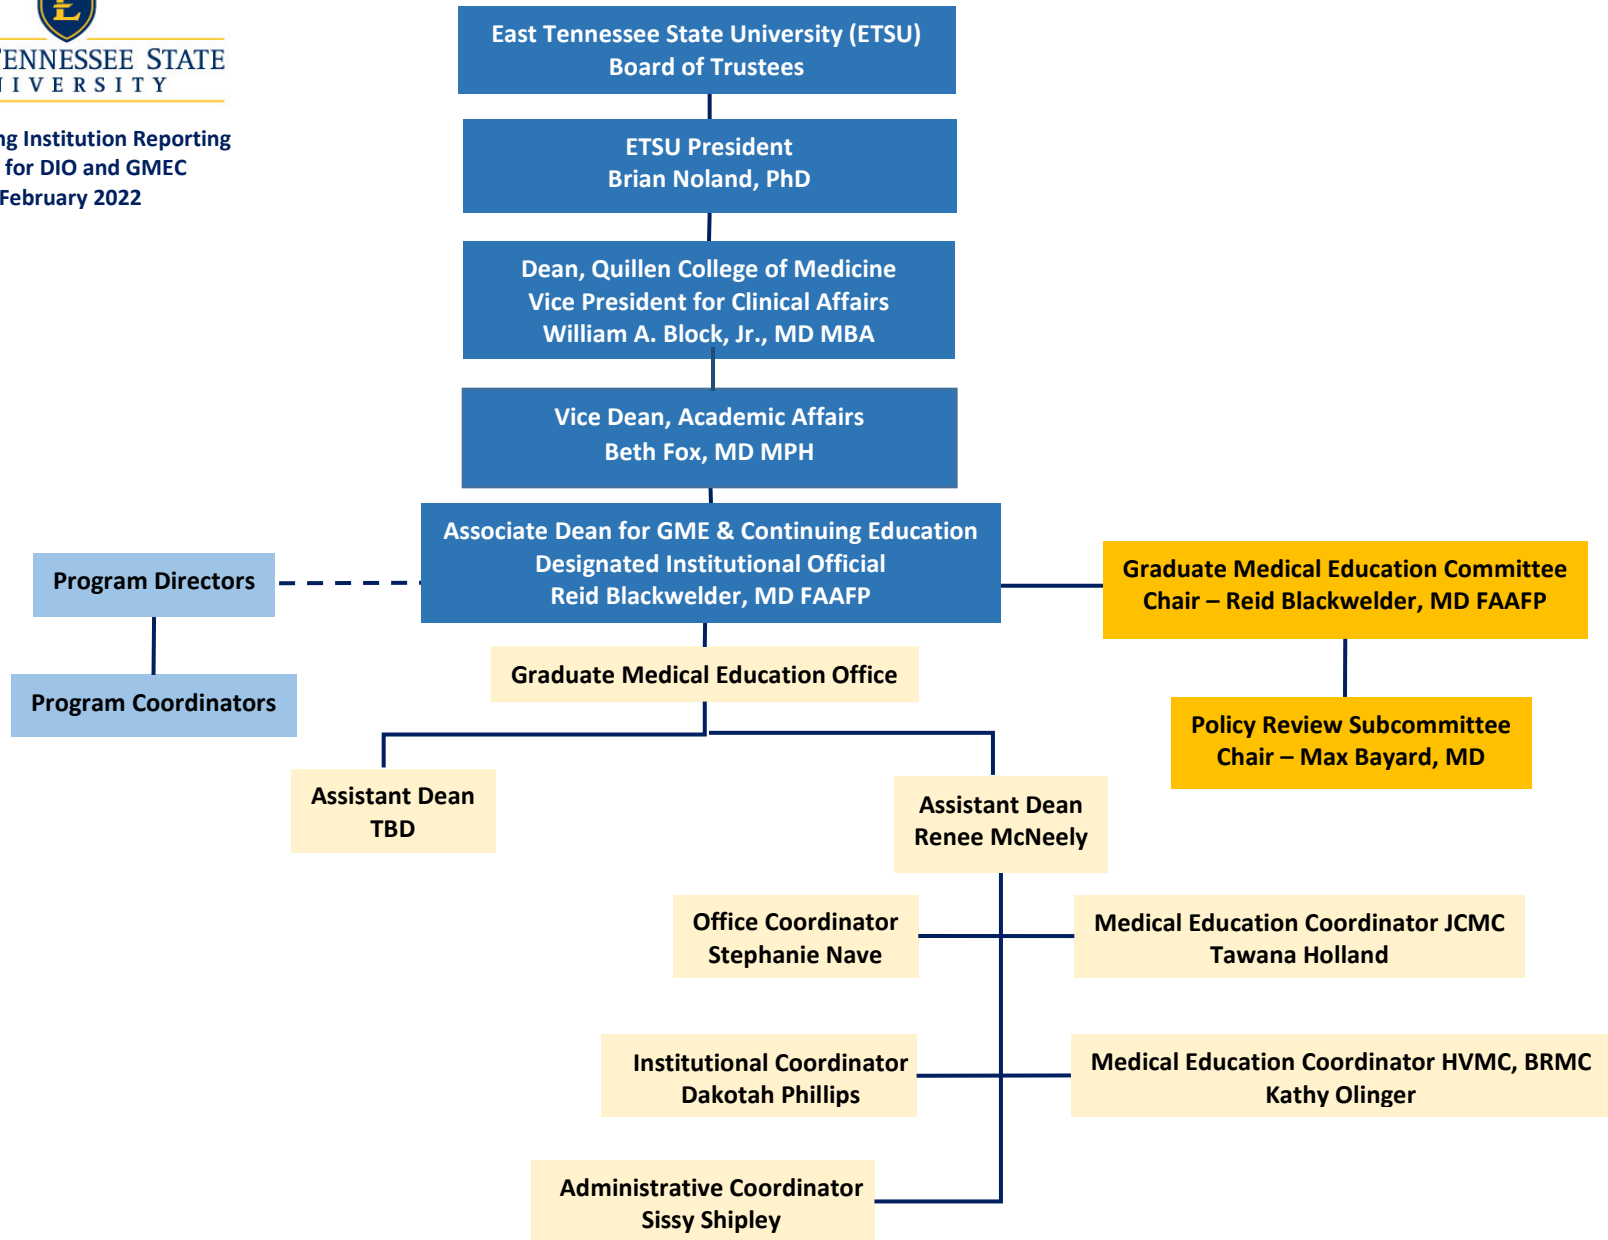 E
TENNESSEE STATE
NIVERSITY
ng Institution Reporting
for DIO and GMEC
February 2022
East Tennessee State University (ETSU)
Board of Trustees
ETSU President
Brian Noland, PhD
Dean, Quillen College of Medicine
Vice President for Clinical Affairs
William A. Block, Jr., MD MBA
Vice Dean, Academic Affairs
Beth Fox, MD MPH
Associate Dean for GME & Continuing Education
Designated Institutional Official
Reid Blackwelder, MD FAAFP
Program Directors
Program Coordinators
Graduate Medical Education Committee
Chair – Reid Blackwelder, MD FAAFP
Policy Review Subcommittee
Chair – Max Bayard, MD
Graduate Medical Education Office
Assistant Dean
TBD
Assistant Dean
Renee McNeely
Office Coordinator
Stephanie Nave
Medical Education Coordinator JCMC
Tawana Holland
Institutional Coordinator
Dakotah Phillips
Medical Education Coordinator HVMC, BRMC
Kathy Olinger
Administrative Coordinator
Sissy Shipley